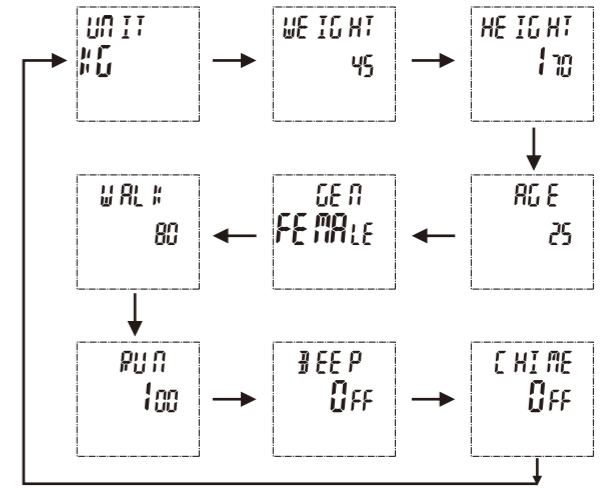 UNIT
KG
WEIGHT
45
HEIGHT
170
AGE
25
GEN
FEMALE
WALK
80
RUN
100
BEEP
OFF
CHIME
OFF